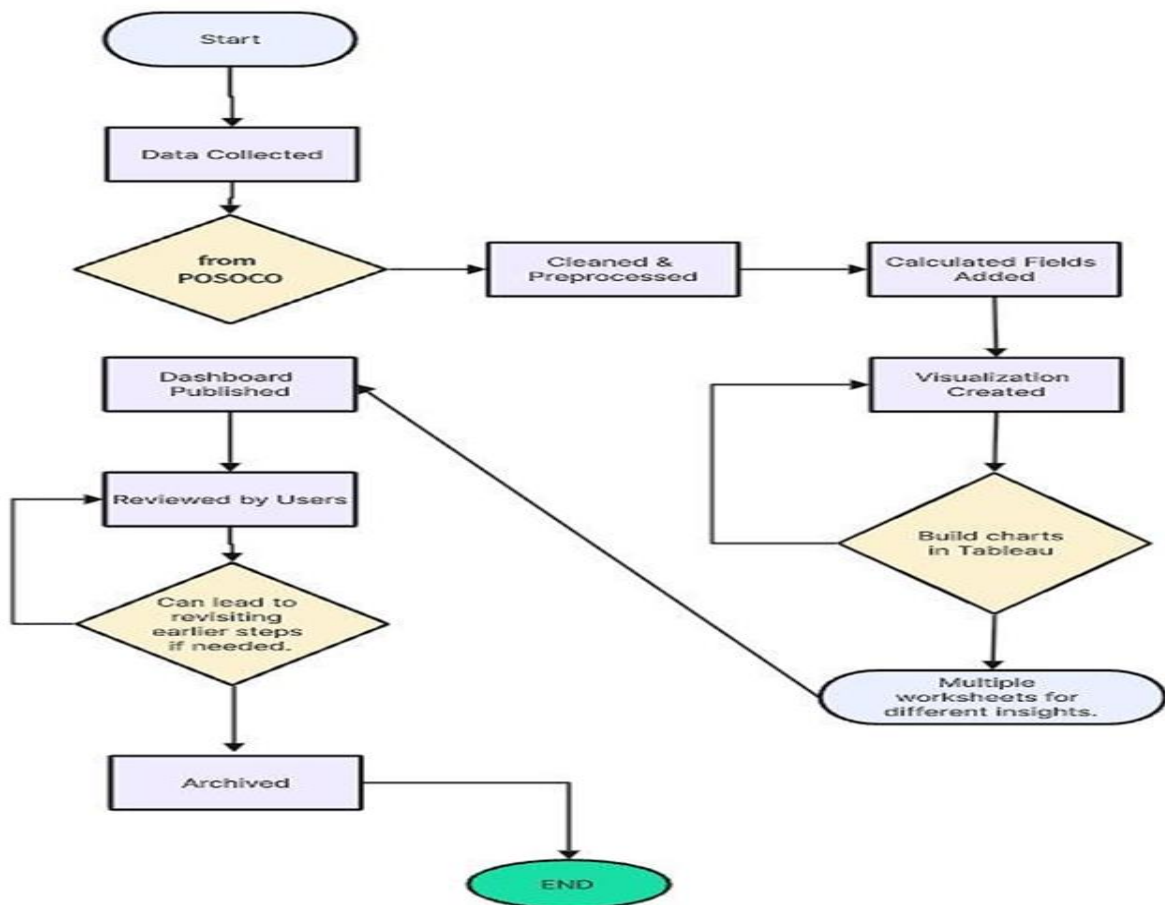 Start
Data Collected
from
POSOCO
Cleaned &
Preprocessed
Calculated Fields
Added
Visualization
Created
Build charts
in Tableau
Multiple
worksheets for
different insights.
Dashboard
Published
Reviewed by Users
Can lead to
revisiting
earlier steps
if needed.
Archived
END